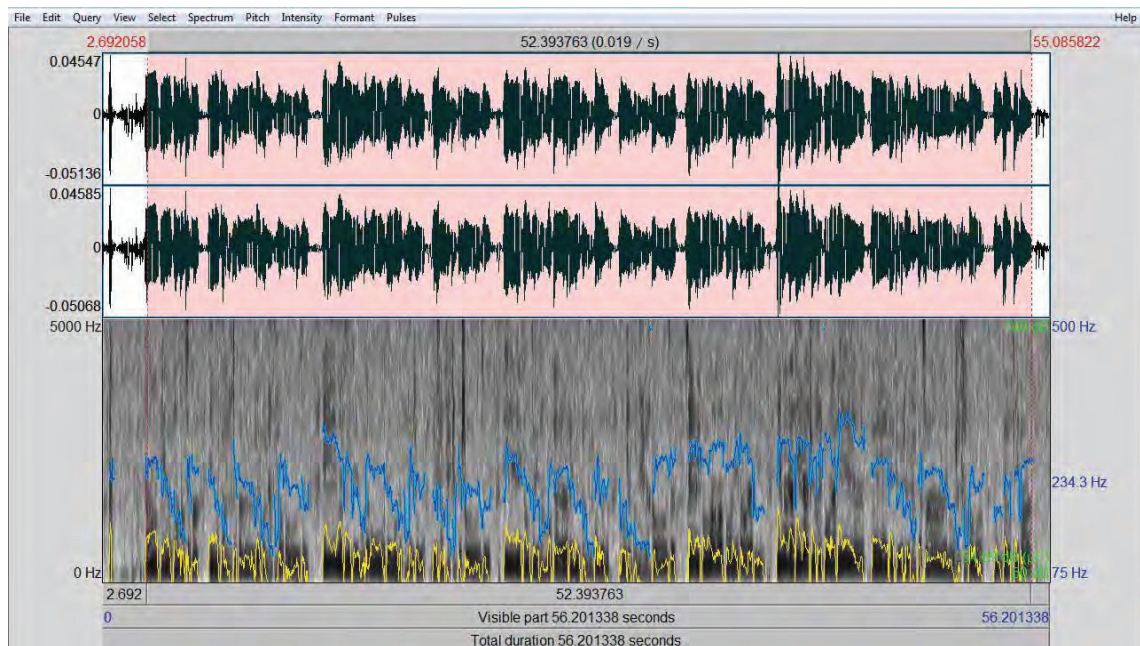 File Edit Query View Select Spectrum Pitch Intensity Formant Pulses Help
2.692058 52.393763 (0.019 / s) 55.085822
0.04547
0
-0.05136
0.04585
0
-0.05068
5000 Hz 500 Hz
234.3 Hz
0 Hz 75 Hz
2.692 52.393763
0 Visible part 56.201338 seconds 56.201338
Total duration 56.201338 seconds